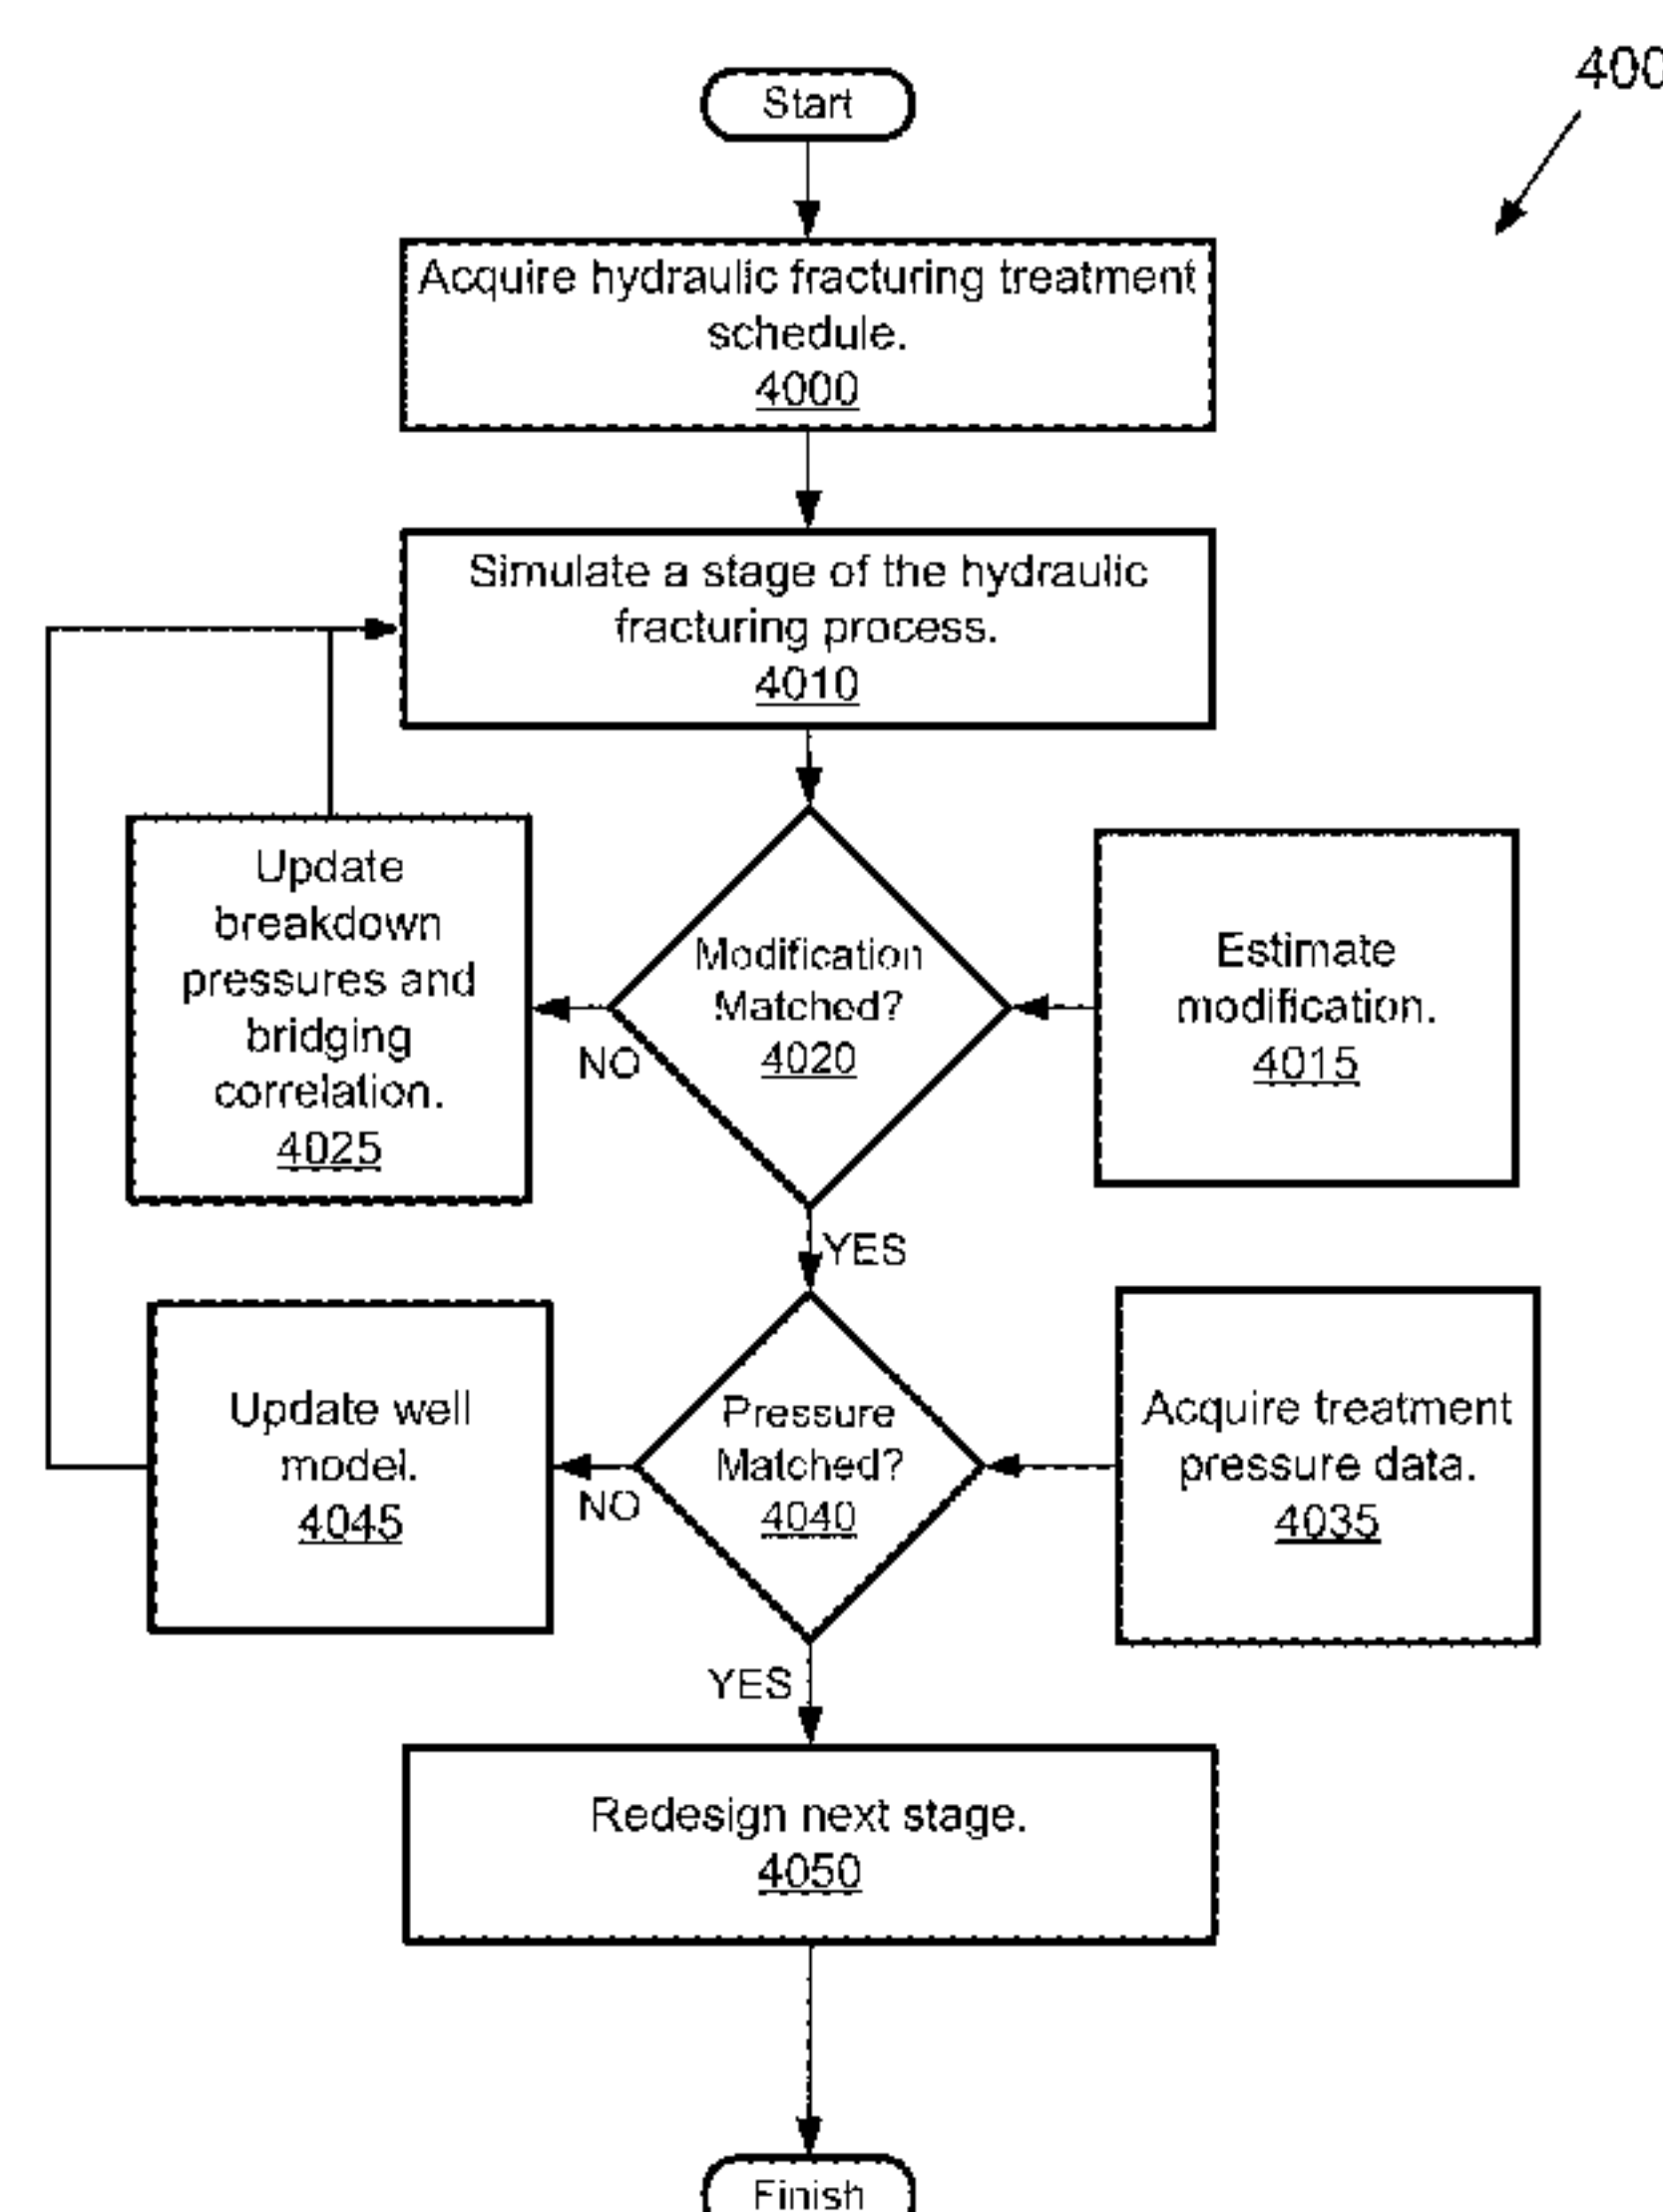 400
Start
Acquire hydraulic fracturing treatment
schedule.
4000
Simulate a stage of the hydraulic
fracturing process.
4010
Update
breakdown
pressures and
bridging
correlation.
4025
Modification
Matched?
4020
Estimate
modification.
4015
NO
YES
Update well
model.
4045
Pressure
Matched?
4040
Acquire treatment
pressure data.
4035
NO
YES
Redesign next stage.
4050
Finish